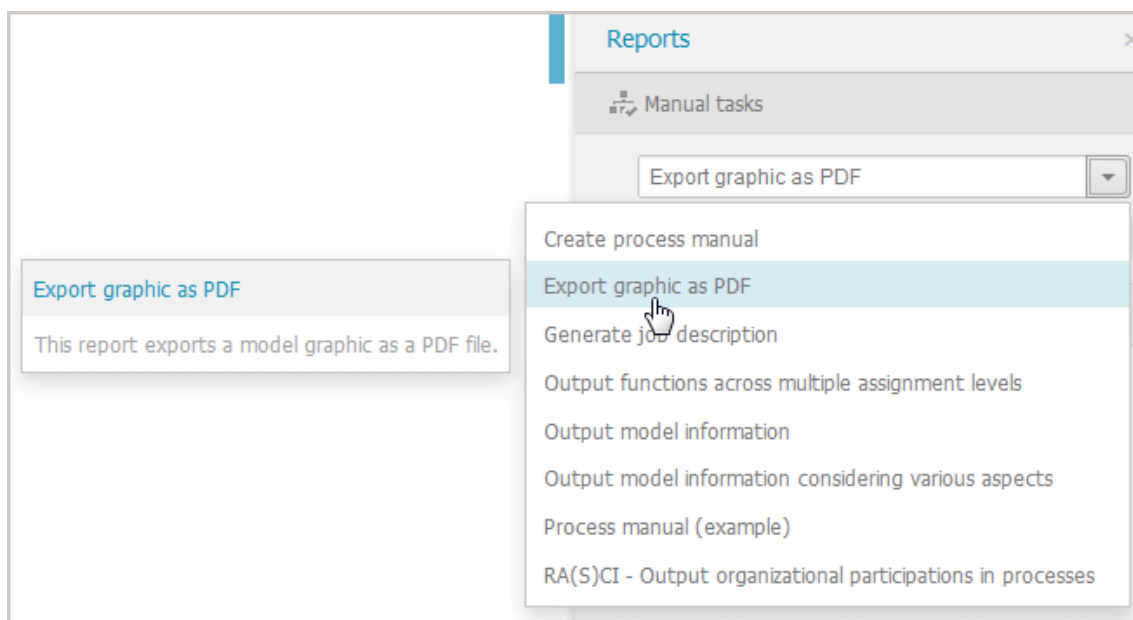 Reports
Manual tasks
Export graphic as PDF
Create process manual
Export graphic as PDF
Generate job description
Output functions across multiple assignment levels
Output model information
Output model information considering various aspects
Process manual (example)
RA(S)CI - Output organizational participations in processes
Export graphic as PDF
This report exports a model graphic as a PDF file.